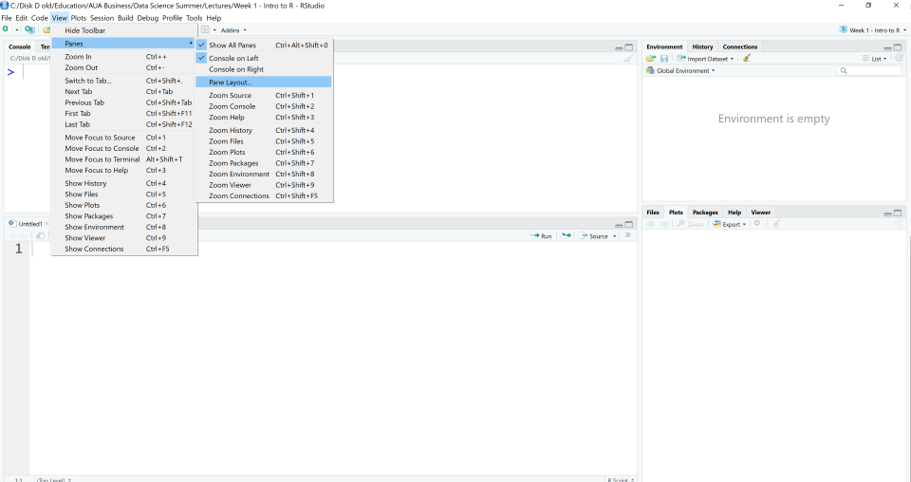 C:/Disk D old/Education/AUA Business/Data Science Summer/Lectures/Week 1 - Intro to R - RStudio
File Edit Code View Plots Session Build Debug Profile Tools Help
Addins
Week 1 - Intro to R
Console
C:/Disk D old/
>
Hide Toolbar
Panes
Zoom In Ctrl++
Zoom Out Ctrl+-
Switch to Tab... Ctrl+Shift+.
Next Tab Ctrl+Tab
Previous Tab Ctrl+Shift+Tab
First Tab Ctrl+Shift+F11
Last Tab Ctrl+Shift+F12
Move Focus to Source Ctrl+1
Move Focus to Console Ctrl+2
Move Focus to Terminal Alt+Shift+T
Move Focus to Help Ctrl+3
Show History Ctrl+4
Show Files Ctrl+5
Show Plots Ctrl+6
Show Packages Ctrl+7
Show Environment Ctrl+8
Show Viewer Ctrl+9
Show Connections Ctrl+F5
Show All Panes Ctrl+Alt+Shift+0
Console on Left
Console on Right
Pane Layout...
Zoom Source Ctrl+Shift+1
Zoom Console Ctrl+Shift+2
Zoom Help Ctrl+Shift+3
Zoom History Ctrl+Shift+4
Zoom Files Ctrl+Shift+5
Zoom Plots Ctrl+Shift+6
Zoom Packages Ctrl+Shift+7
Zoom Environment Ctrl+Shift+8
Zoom Viewer Ctrl+Shift+9
Zoom Connections Ctrl+Shift+F5
Environment History Connections
Import Dataset List
Global Environment
Environment is empty
Untitled1
Run Source
1
1:1 (Top Level) R Script
Files Plots Packages Help Viewer
Zoom Export